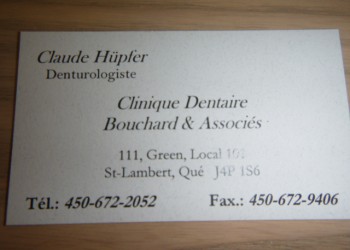 Claude Hüpfer
Denturologiste
Clinique Dentaire
Bouchard & Associés
111, Green, Local
St-Lambert, Qué J4P 1S6
Tél.: 450-672-2052 Fax.: 450-672-9406